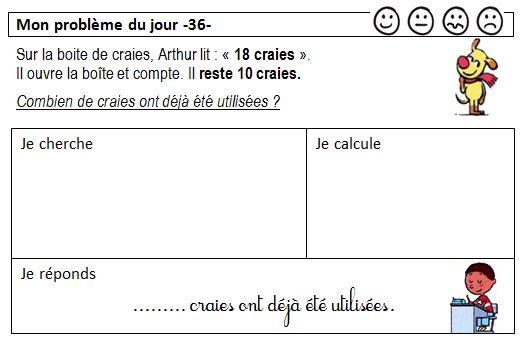 Mon problème du jour -36-
Sur la boite de craies, Arthur lit : « 18 craies ».
Il ouvre la boîte et compte. Il reste 10 craies.
Combien de craies ont déjà été utilisées ?
Je cherche
Je calcule
Je réponds
......... craies ont déjà été utilisées.